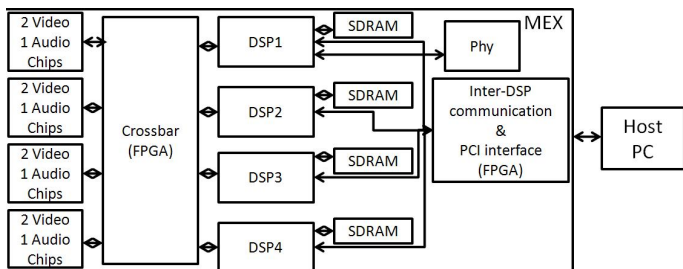 2 Video
1 Audio
Chips
2 Video
1 Audio
Chips
2 Video
1 Audio
Chips
2 Video
1 Audio
Chips
Crossbar
(FPGA)
DSP1
DSP2
DSP3
DSP4
SDRAM
SDRAM
SDRAM
SDRAM
MEX
Phy
Inter-DSP
communication
&
PCI interface
(FPGA)
Host
PC